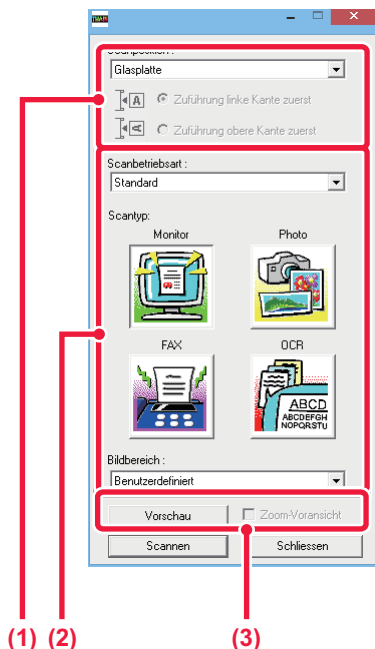 TWAIN
Scanposition :
Glasplatte
A Zuführung linke Kante zuerst
A Zuführung obere Kante zuerst
Scanbetriebsart :
Standard
Scantyp:
Monitor Photo
FAX OCR
ABCD
ABCDEFGH
NOPQRSTU
Bildbereich :
Benutzerdefiniert
Vorschau Zoom-Voransicht
Scannen Schliessen
(1) (2) (3)